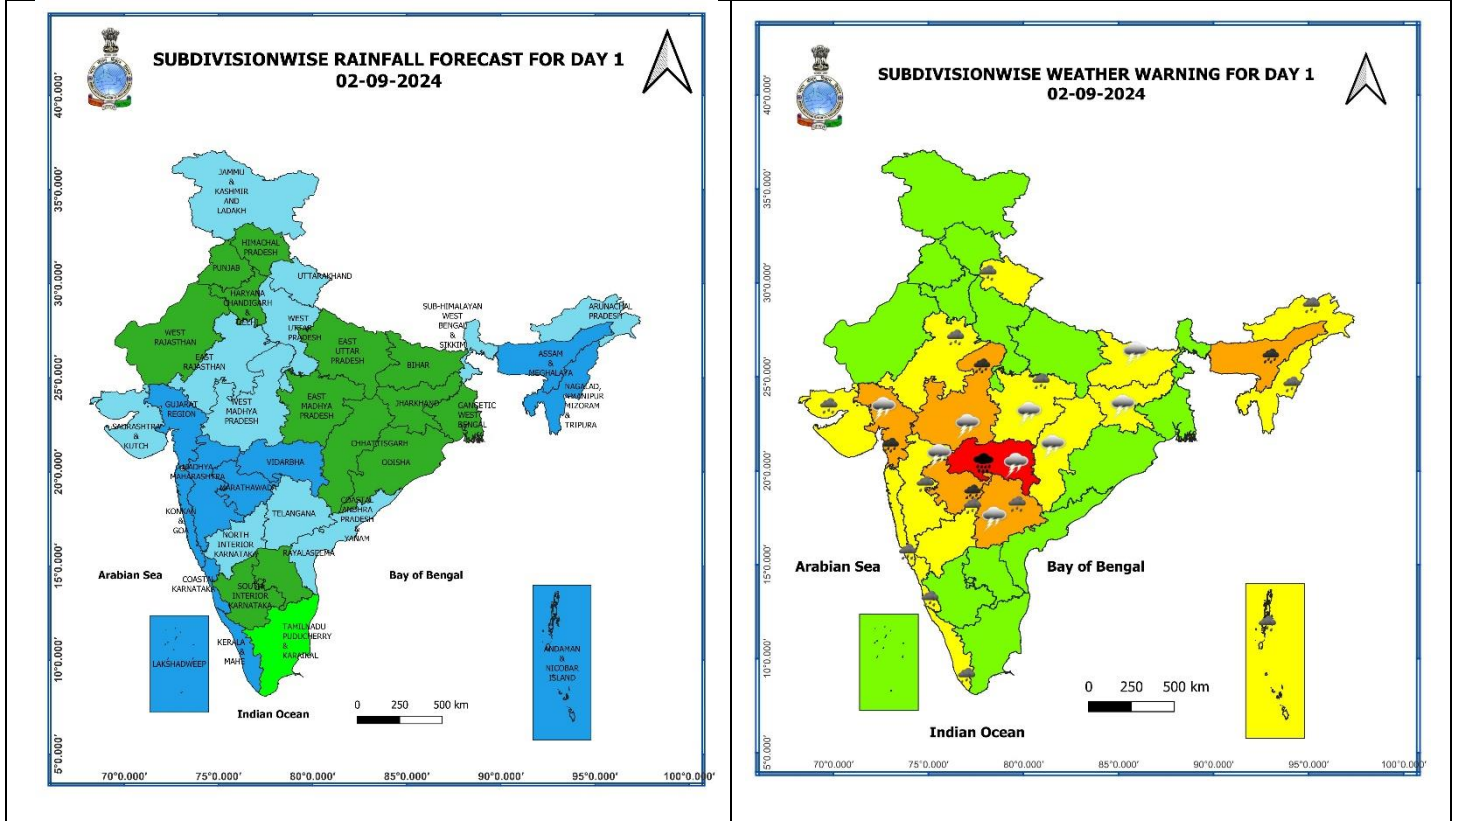 SUBDIVISIONWISE RAINFALL FORECAST FOR DAY 1
02-09-2024
40°0.000'
35°0.000'
30°0.000'
25°0.000'
20°0.000'
15°0.000'
10°0.000'
5°0.000'
JAMMU
&
KASHMIR
AND
LADAKH
HIMACHAL
PRADESH
PUNJAB
UTTARAKHAND
HARYANA
CHANDIGARH
&
DELHI
WEST
UTTAR
PRADESH
WEST
RAJASTHAN
EAST
RAJASTHAN
EAST
UTTAR
PRADESH
BIHAR
SUB-HIMALAYAN
WEST
BENGAL
&
SIKKIM
ARUNACHAL
PRADESH
ASSAM
&
MEGHALAYA
NAGALAD,
MANIPUR
MIZORAM
&
TRIPURA
GUJARAT
REGION
SAURASHTRA
&
KUTCH
WEST
MADHYA
PRADESH
EAST
MADHYA
PRADESH
JHARKHAND
GANGETIC
WEST
BENGAL
CHHATTISGARH
ODISHA
VIDARBHA
MADHYA
MAHARASHTRA
MARATHAWADA
KONKAN
&
GOA
TELANGANA
COASTAL
ANDHRA
PRADESH
&
YANAM
NORTH
INTERIOR
KARNATAKA
RAYALASEEMA
COASTAL
KARNATAKA
SOUTH
INTERIOR
KARNATAKA
TAMILNADU
PUDUCHERRY
&
KARAIKAL
KERALA
&
MAHE
LAKSHADWEEP
ANDAMAN
&
NICOBAR
ISLAND
Arabian Sea
Bay of Bengal
Indian Ocean
0 250 500 km
70°0.000' 75°0.000' 80°0.000' 85°0.000' 90°0.000' 95°0.000' 100°0.000'
SUBDIVISIONWISE WEATHER WARNING FOR DAY 1
02-09-2024
40°0.000'
35°0.000'
30°0.000'
25°0.000'
20°0.000'
15°0.000'
10°0.000'
5°0.000'
Arabian Sea
Bay of Bengal
Indian Ocean
0 250 500 km
70°0.000' 75°0.000' 80°0.000' 85°0.000' 90°0.000' 95°0.000' 100°0.000'